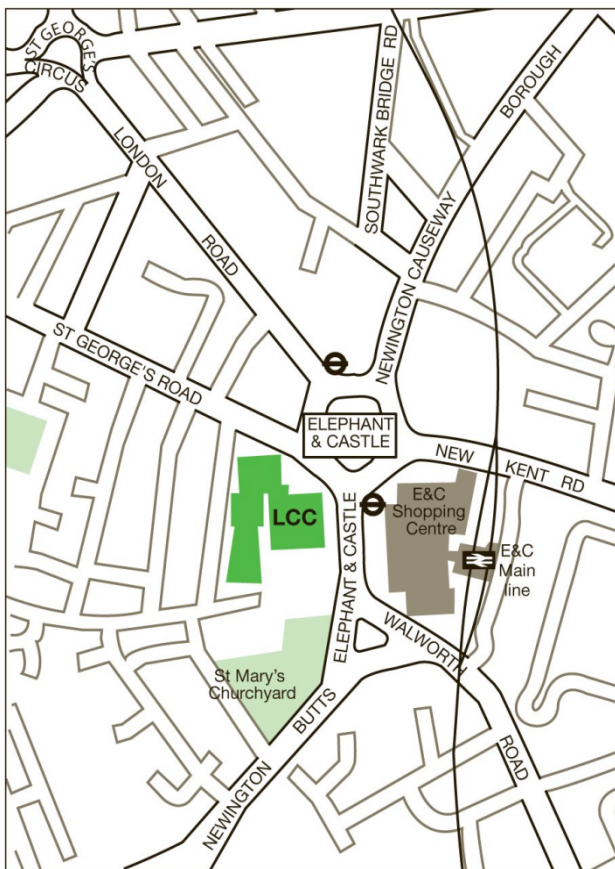 ST GEORGE'S
CIRCUS
LONDON
ROAD
SOUTHWARK BRIDGE RD
BOROUGH
NEWINGTON CAUSEWAY
ST GEORGE'S ROAD
ELEPHANT
& CASTLE
NEW
KENT RD
LCC
ELEPHANT & CASTLE
E&C
Shopping
Centre
E&C
Main
line
WALWORTH
ROAD
St Mary's
Churchyard
NEWINGTON
BUTTS